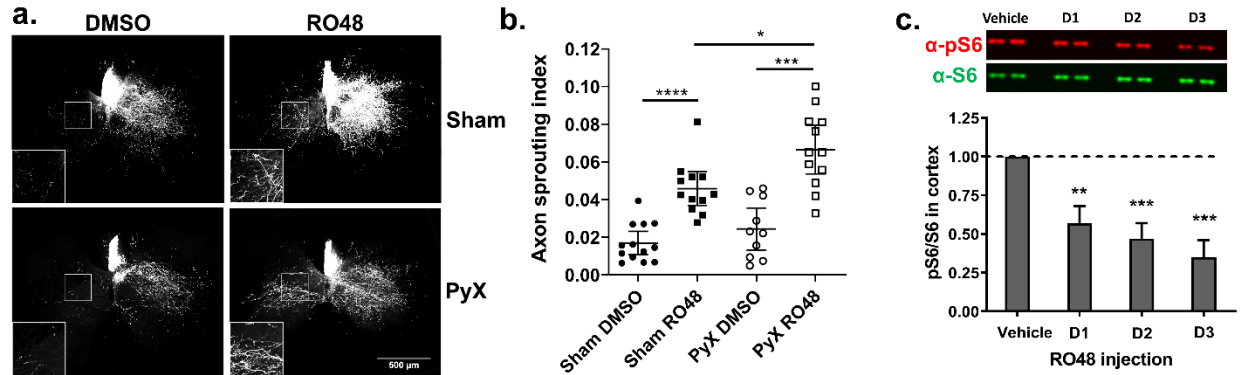 a.
DMSO
RO48
Sham
PyX
500 µm
b.
Axon sprouting index
0.12
0.10
0.08
0.06
0.04
0.02
0.00
****
*
***
Sham DMSO
Sham RO48
PyX DMSO
PyX RO48
c.
Vehicle D1 D2 D3
α-pS6
α-S6
pS6/S6 in cortex
1.25
1.00
0.75
0.50
0.25
0.00
**
***
***
Vehicle D1 D2 D3
RO48 injection